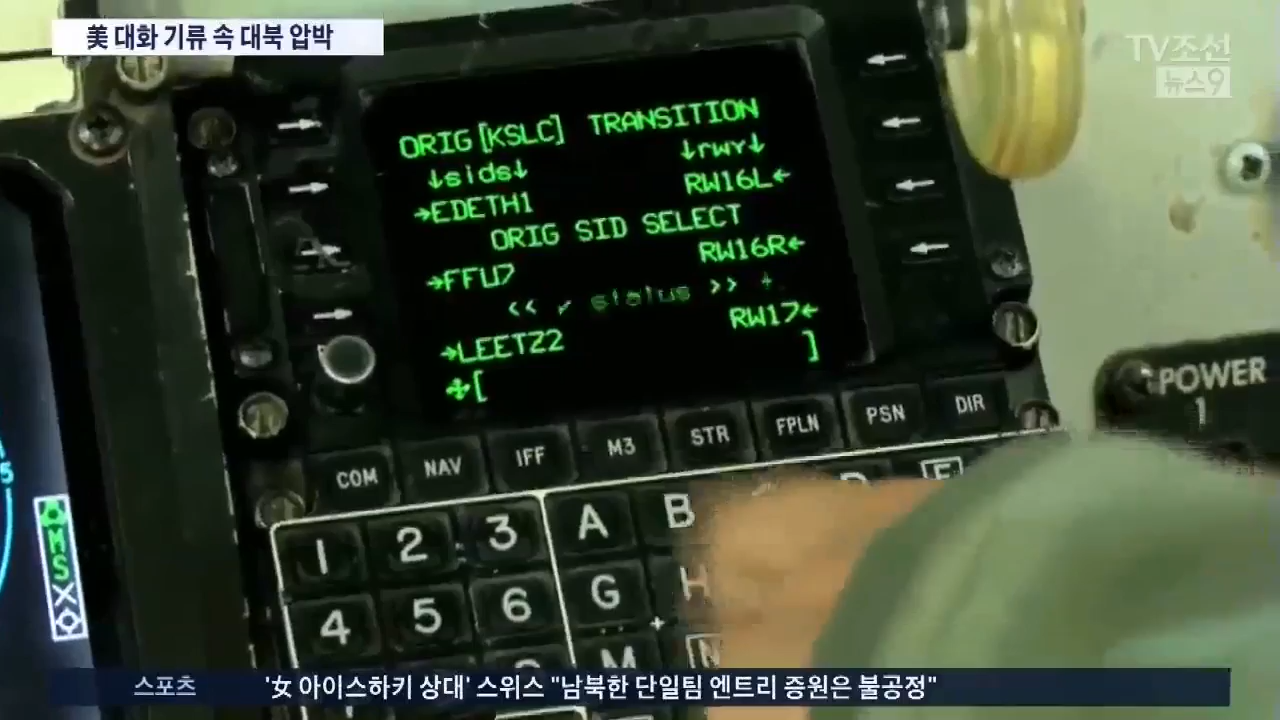 美 대화 기류 속 대북 압박
TV조선
뉴스9
ORIG [KSLC] TRANSITION
↓sids↓ ↓rwy↓
→EDETH1 RW16L←
ORIG SID SELECT
→FFU7 RW16R←
<< ✓ status >> +
→LEETZ2 RW17←
[ ]
COM NAV IFF M3 STR FPLN PSN DIR
1 2 3 A B
4 5 6 G H
M N
POWER
1
MS
스포츠 '女 아이스하키 상대' 스위스 "남북한 단일팀 엔트리 증원은 불공정"